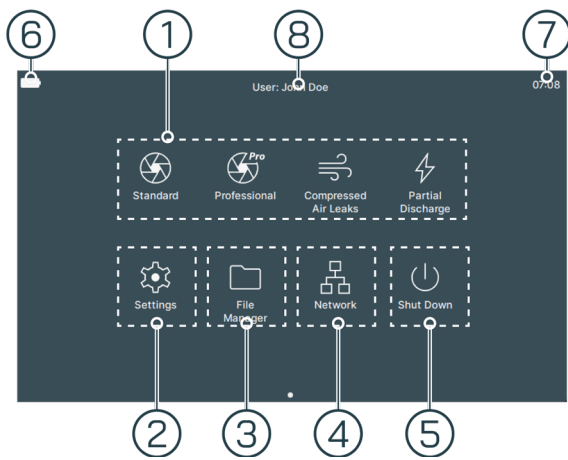 6 1 8 7
User: John Doe 07:08
Pro
Standard Professional Compressed Partial
Air Leaks Discharge
Settings File Network Shut Down
Manager
2 3 4 5